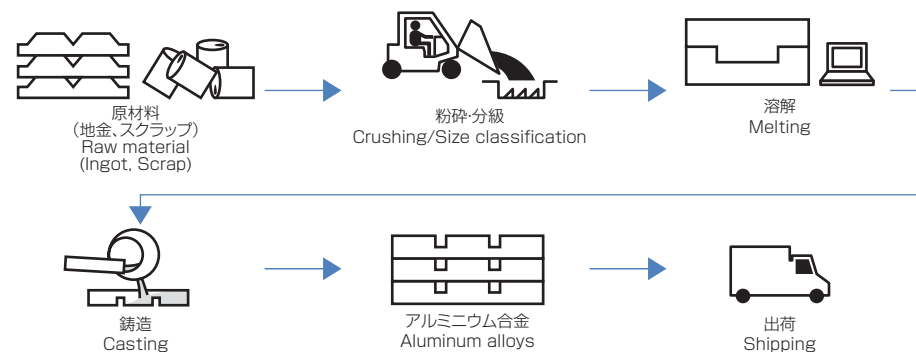 原材料
(地金、スクラップ)
Raw material
(Ingot, Scrap)
粉砕・分級
Crushing/Size classification
溶解
Melting
鋳造
Casting
アルミニウム合金
Aluminum alloys
出荷
Shipping